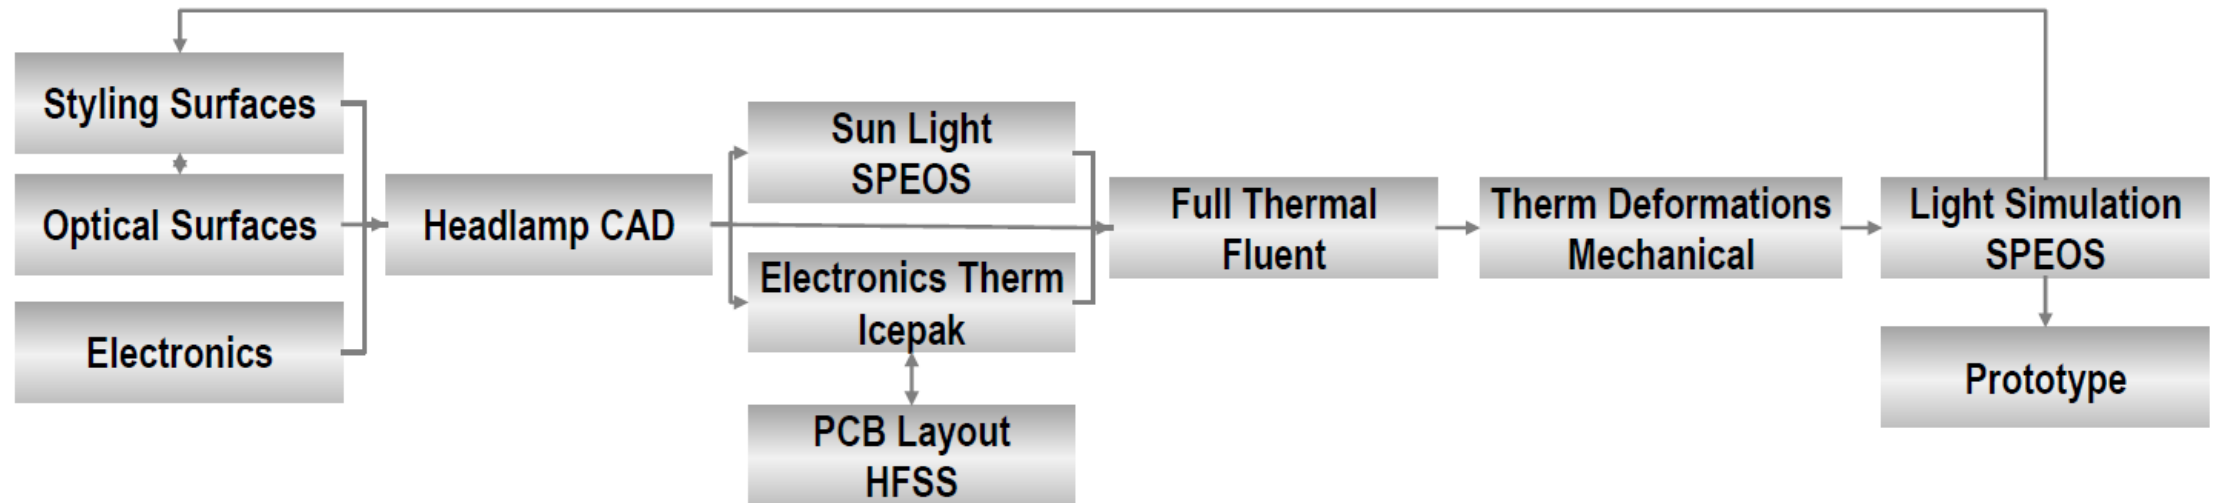 Styling Surfaces
Optical Surfaces
Electronics
Headlamp CAD
Sun Light
SPEOS
Electronics Therm
Icepak
PCB Layout
HFSS
Full Thermal
Fluent
Therm Deformations
Mechanical
Light Simulation
SPEOS
Prototype